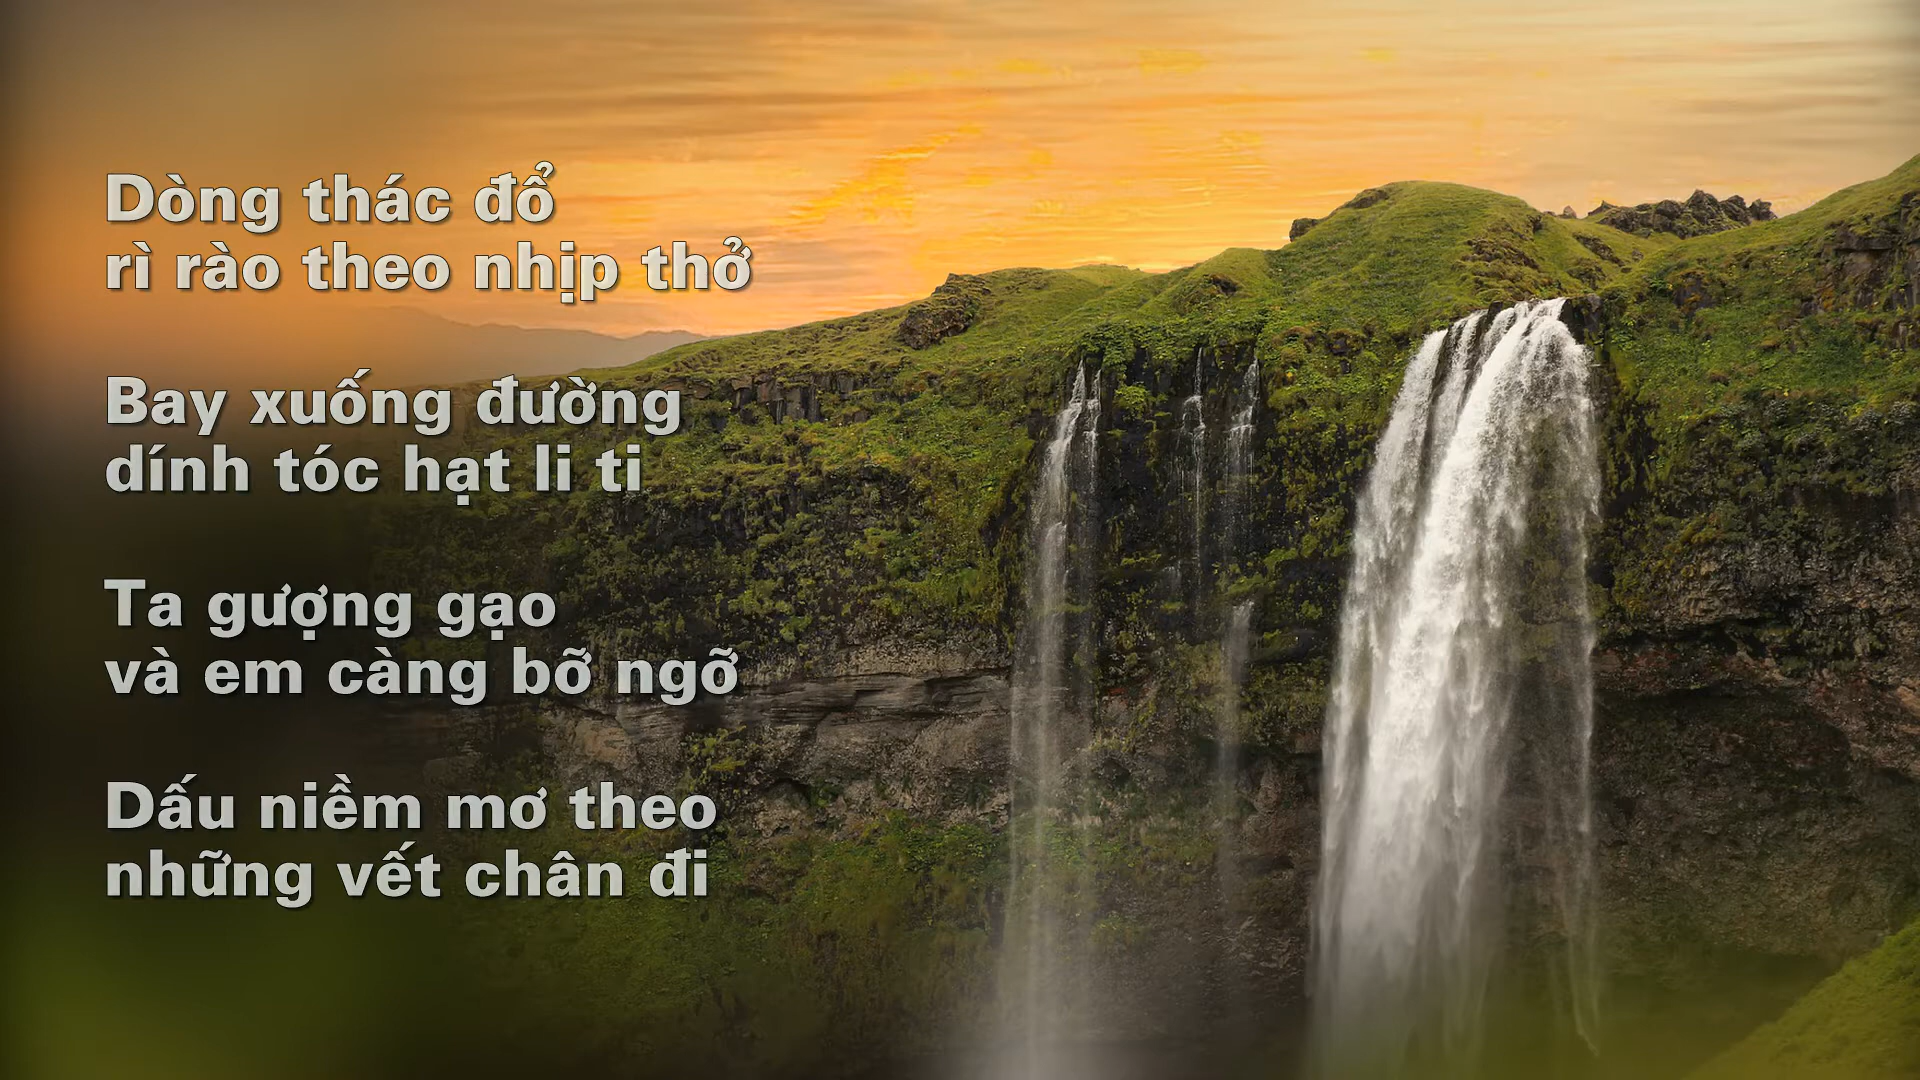 Dòng thác đổ
rì rào theo nhịp thở
Bay xuống đường
dính tóc hạt li ti
Ta gượng gạo
và em càng bỡ ngỡ
Dấu niềm mơ theo
những vết chân đi